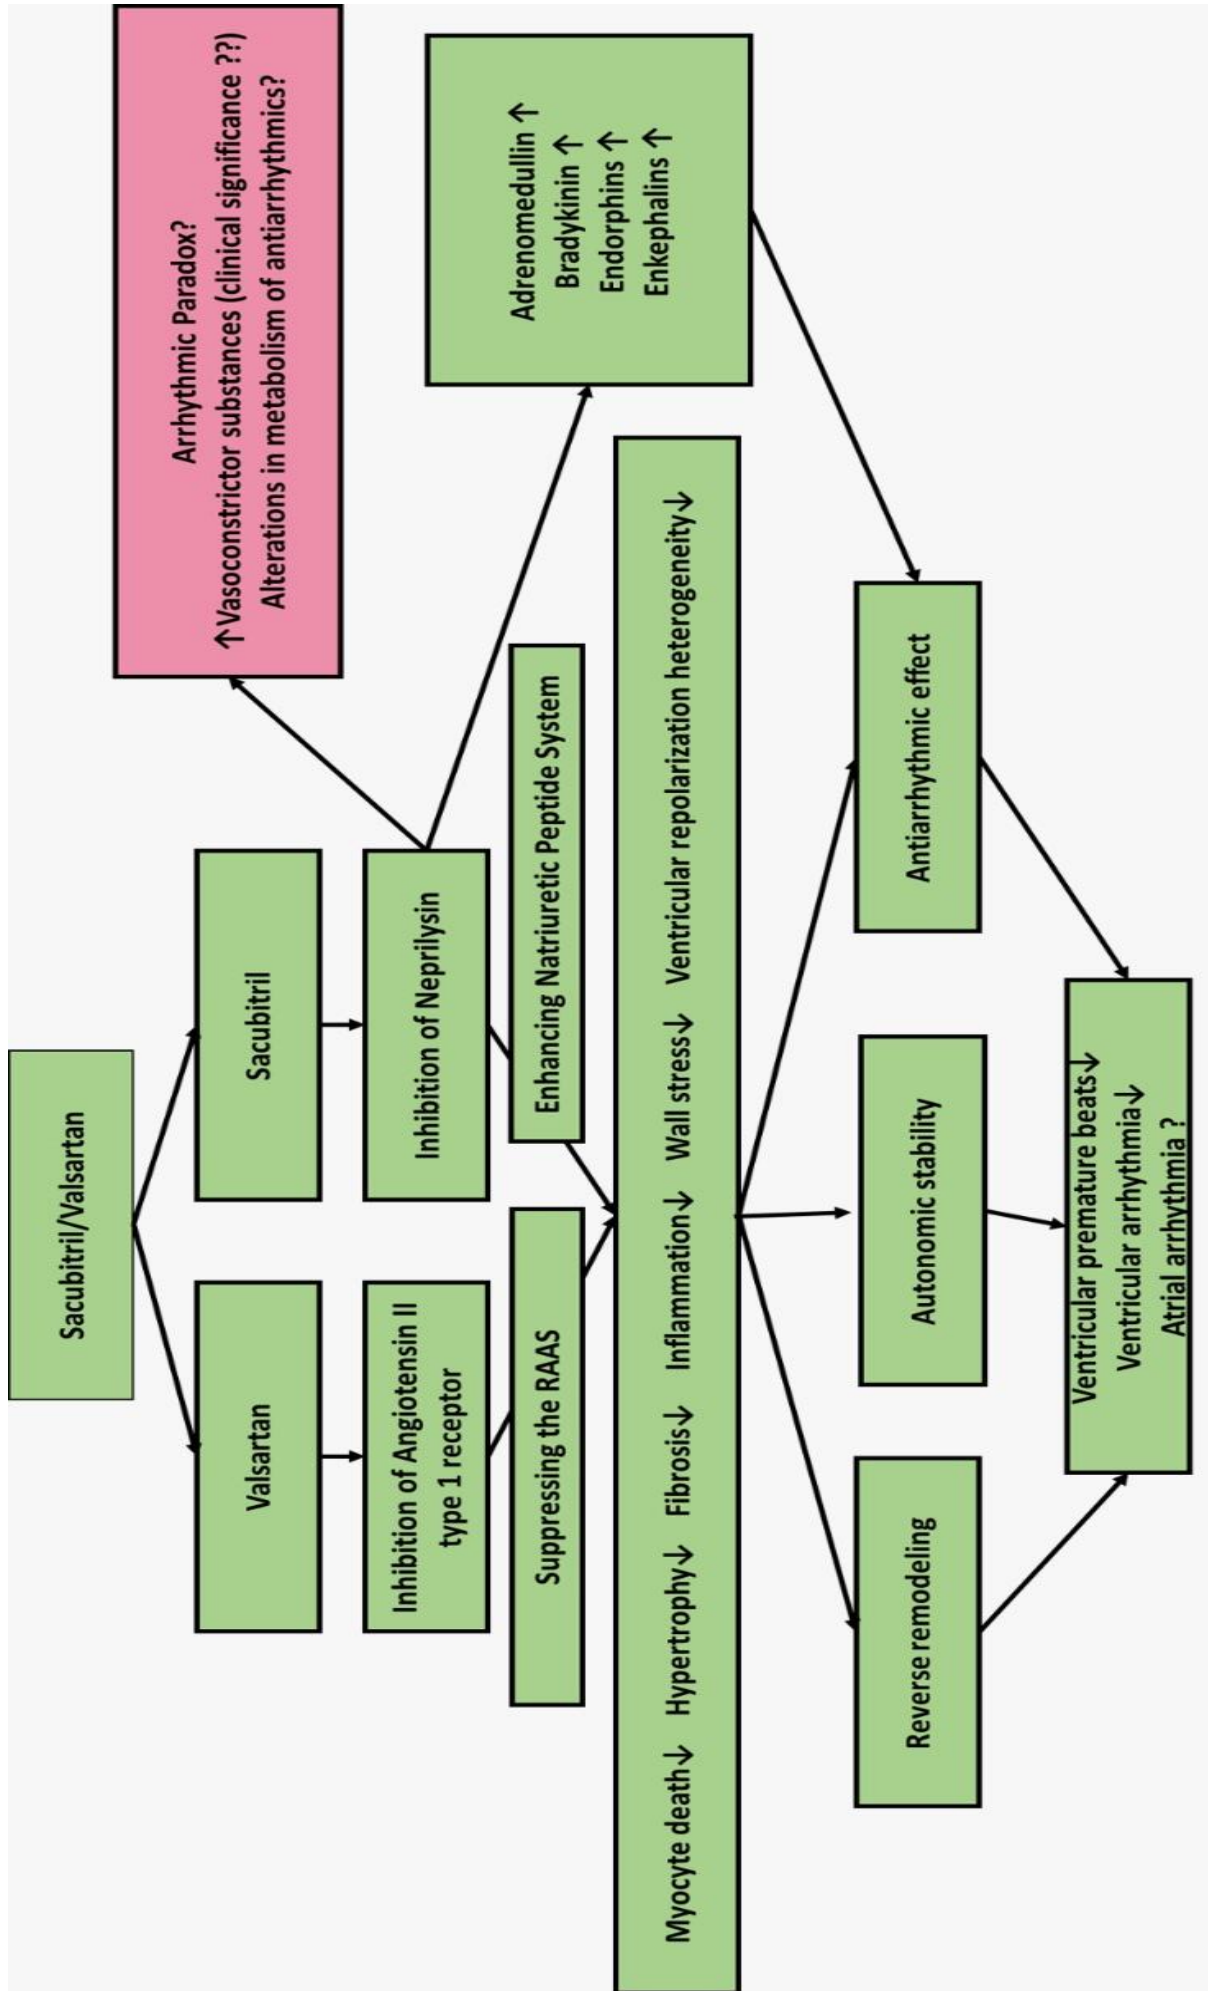 Sacubitril/Valsartan
Arrhythmic Paradox?
↑Vasoconstrictor substances (clinical significance ??)
Alterations in metabolism of antiarrhythmics?
Valsartan
Sacubitril
Inhibition of Angiotensin II
type 1 receptor
Inhibition of Neprilysin
Adrenomedullin ↑
Bradykinin ↑
Endorphins ↑
Enkephalins ↑
Suppressing the RAAS
Enhancing Natriuretic Peptide System
Myocyte death↓ Hypertrophy↓ Fibrosis↓ Inflammation↓ Wall stress↓ Ventricular repolarization heterogeneity↓
Reverse remodeling
Autonomic stability
Antiarrhythmic effect
Ventricular premature beats↓
Ventricular arrhythmia↓
Atrial arrhythmia ?